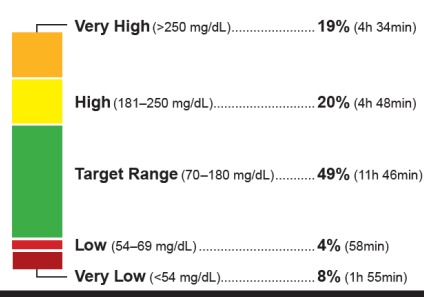 Very High (>250 mg/dL)...................... 19% (4h 34min)
High (181–250 mg/dL)........................... 20% (4h 48min)
Target Range (70–180 mg/dL).......... 49% (11h 46min)
Low (54–69 mg/dL)............................... 4% (58min)
Very Low (<54 mg/dL)......................... 8% (1h 55min)